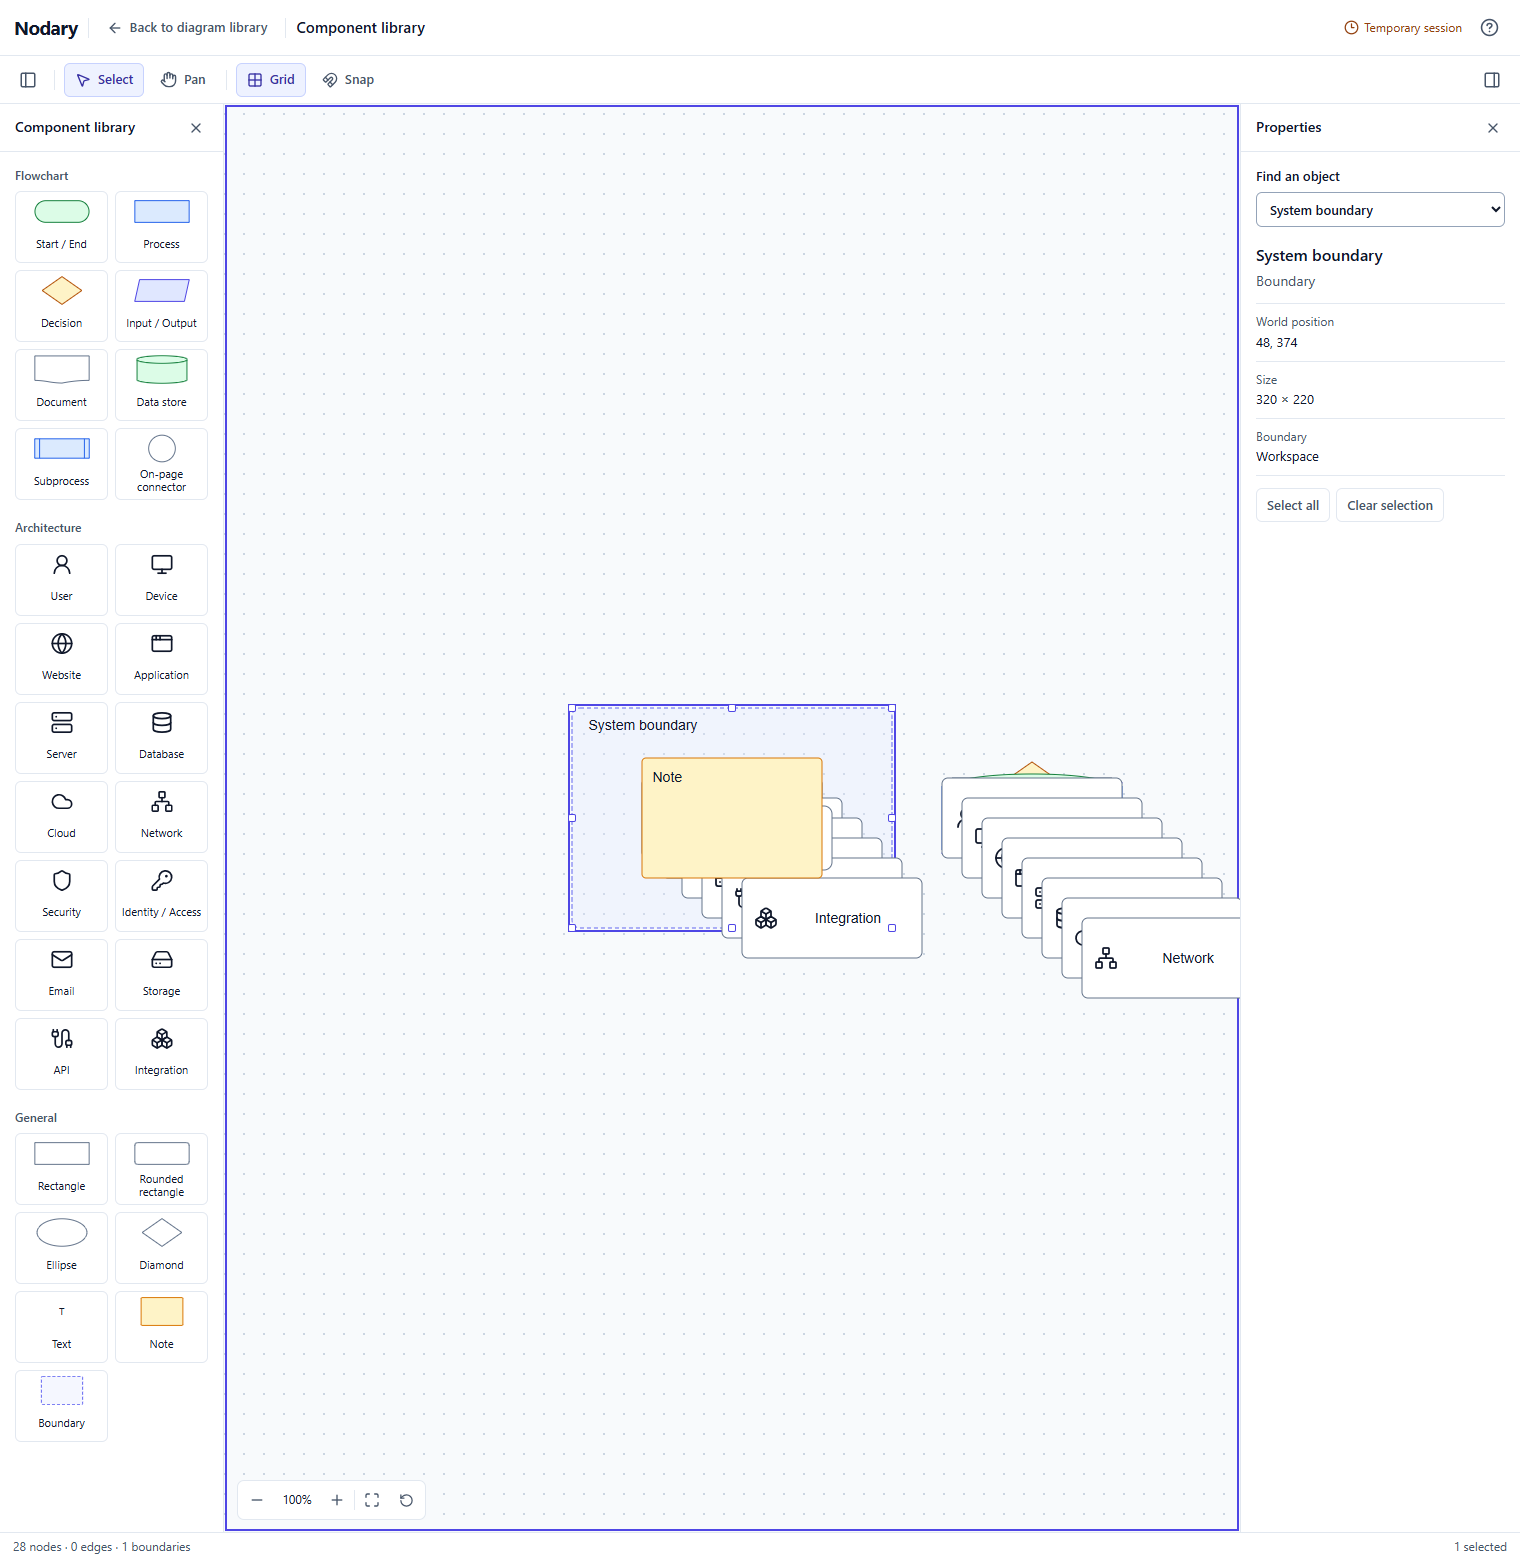 Nodary
Back to diagram library
Component library
Temporary session
Select
Pan
Grid
Snap
Component library
Flowchart
Start / End
Process
Decision
Input / Output
Document
Data store
Subprocess
On-page
connector
Architecture
User
Device
Website
Application
Server
Database
Cloud
Network
Security
Identity / Access
Email
Storage
API
Integration
General
Rectangle
Rounded
rectangle
Ellipse
Diamond
T
Text
Note
Boundary
System boundary
Note
Integration
Network
100%
Properties
Find an object
System boundary
System boundary
Boundary
World position
48, 374
Size
320 × 220
Boundary
Workspace
Select all
Clear selection
28 nodes · 0 edges · 1 boundaries
1 selected